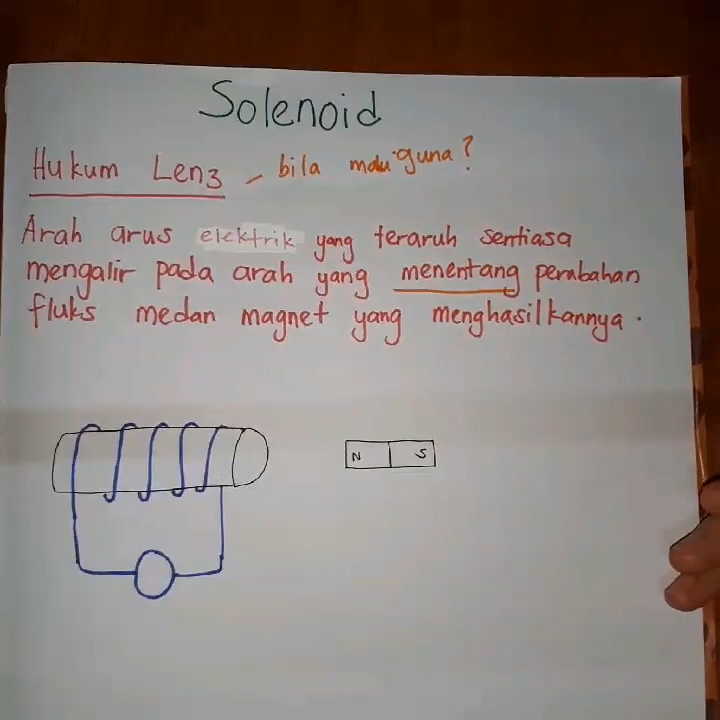 Solenoid
Hukum Lenz - bila mau guna?
Arah arus elektrik yang teraruh sentiasa
mengalir pada arah yang menentang perubahan
fluks medan magnet yang menghasilkannya.
N S